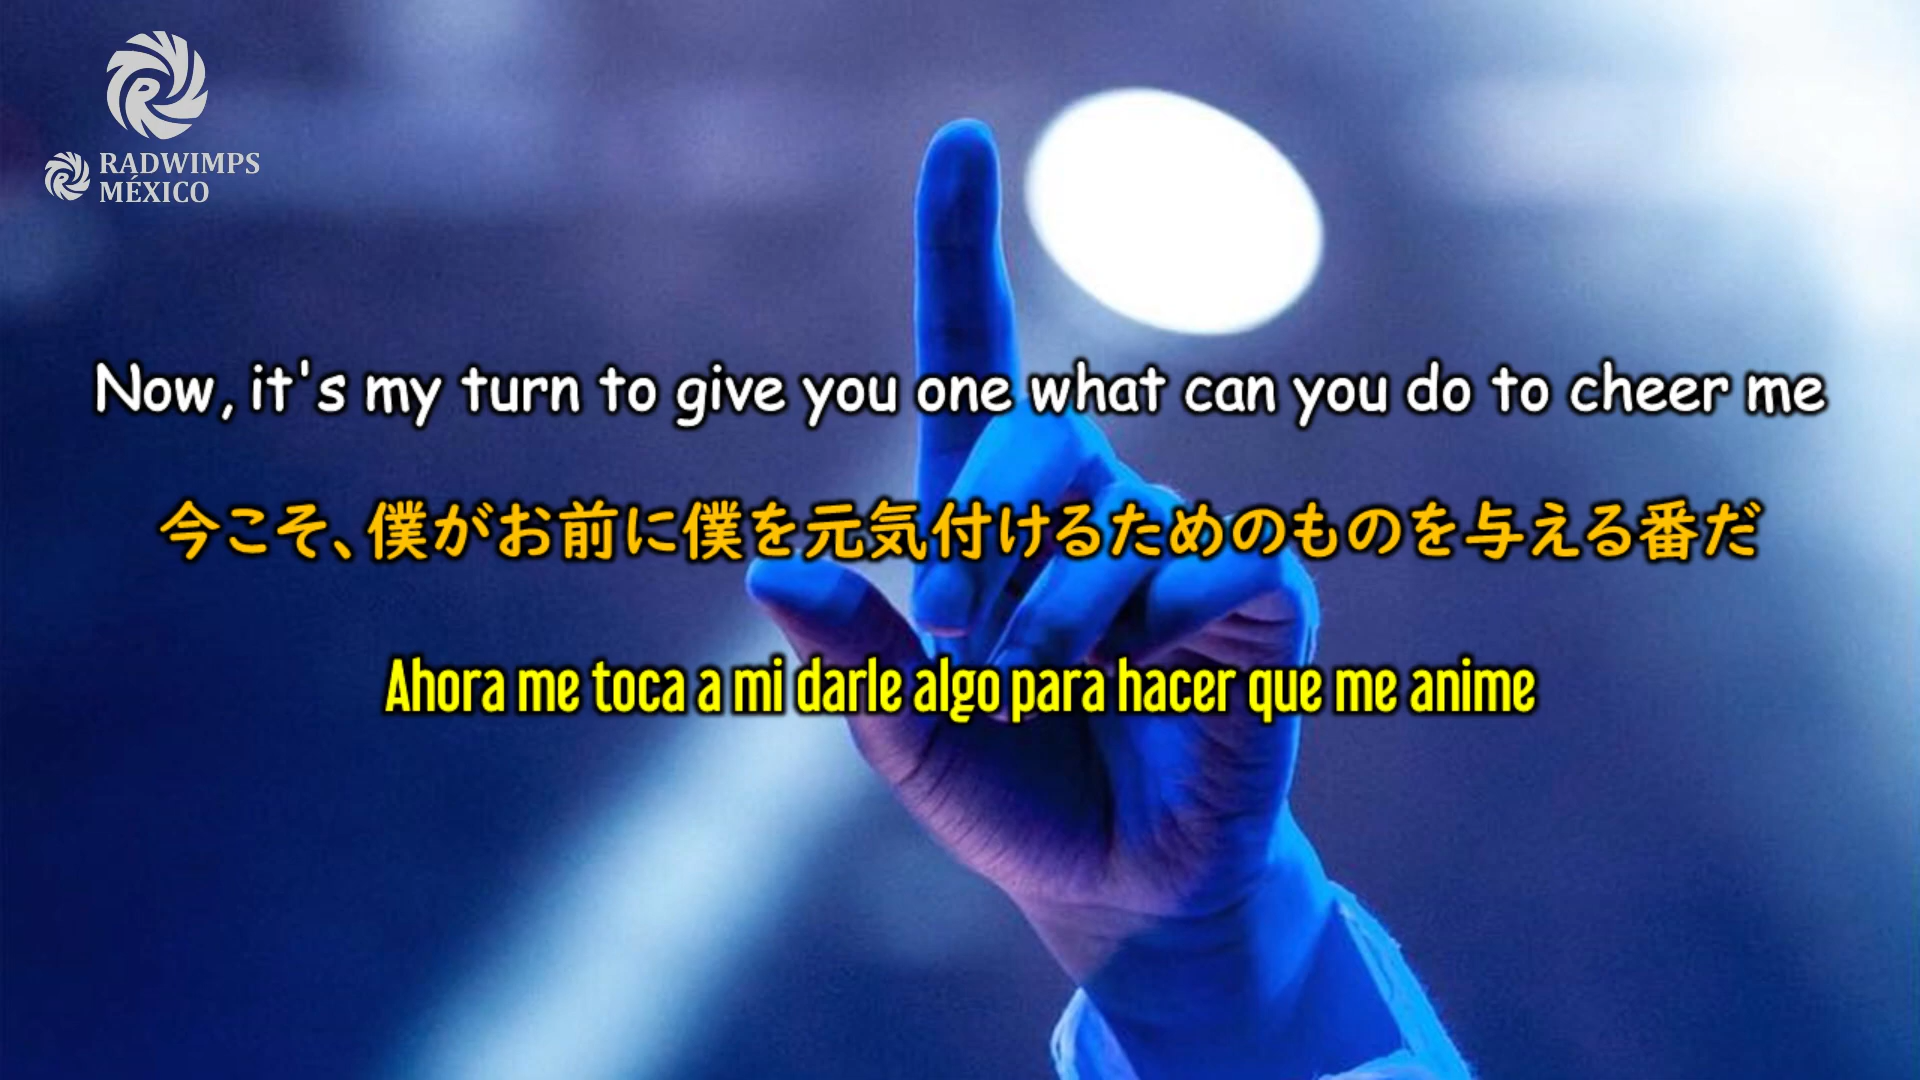 RADWIMPS
MÉXICO
Now, it's my turn to give you one what can you do to cheer me
今こそ、僕がお前に僕を元気付けるためのものを与える番だ
Ahora me toca a mi darle algo para hacer que me anime